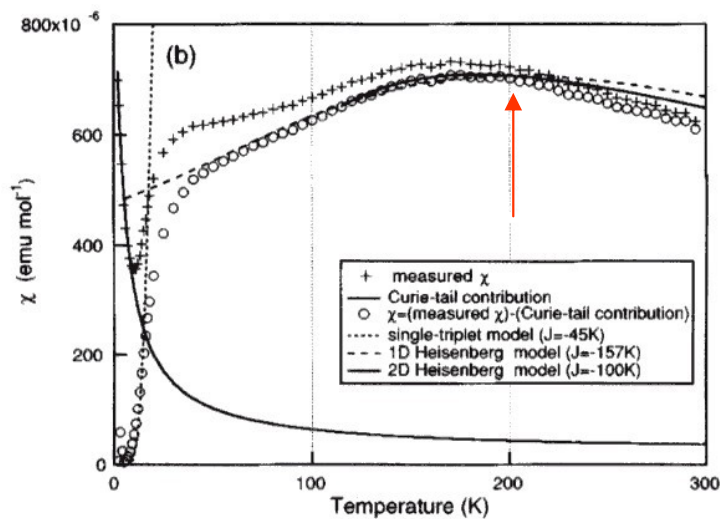 800x10 -6
(b)
600
400
200
0
χ (emu mol-1)
+ measured χ
Curie-tail contribution
○ χ=(measured χ)-(Curie-tail contribution)
single-triplet model (J=-45K)
1D Heisenberg model (J=-157K)
2D Heisenberg model (J=-100K)
0 100 200 300
Temperature (K)